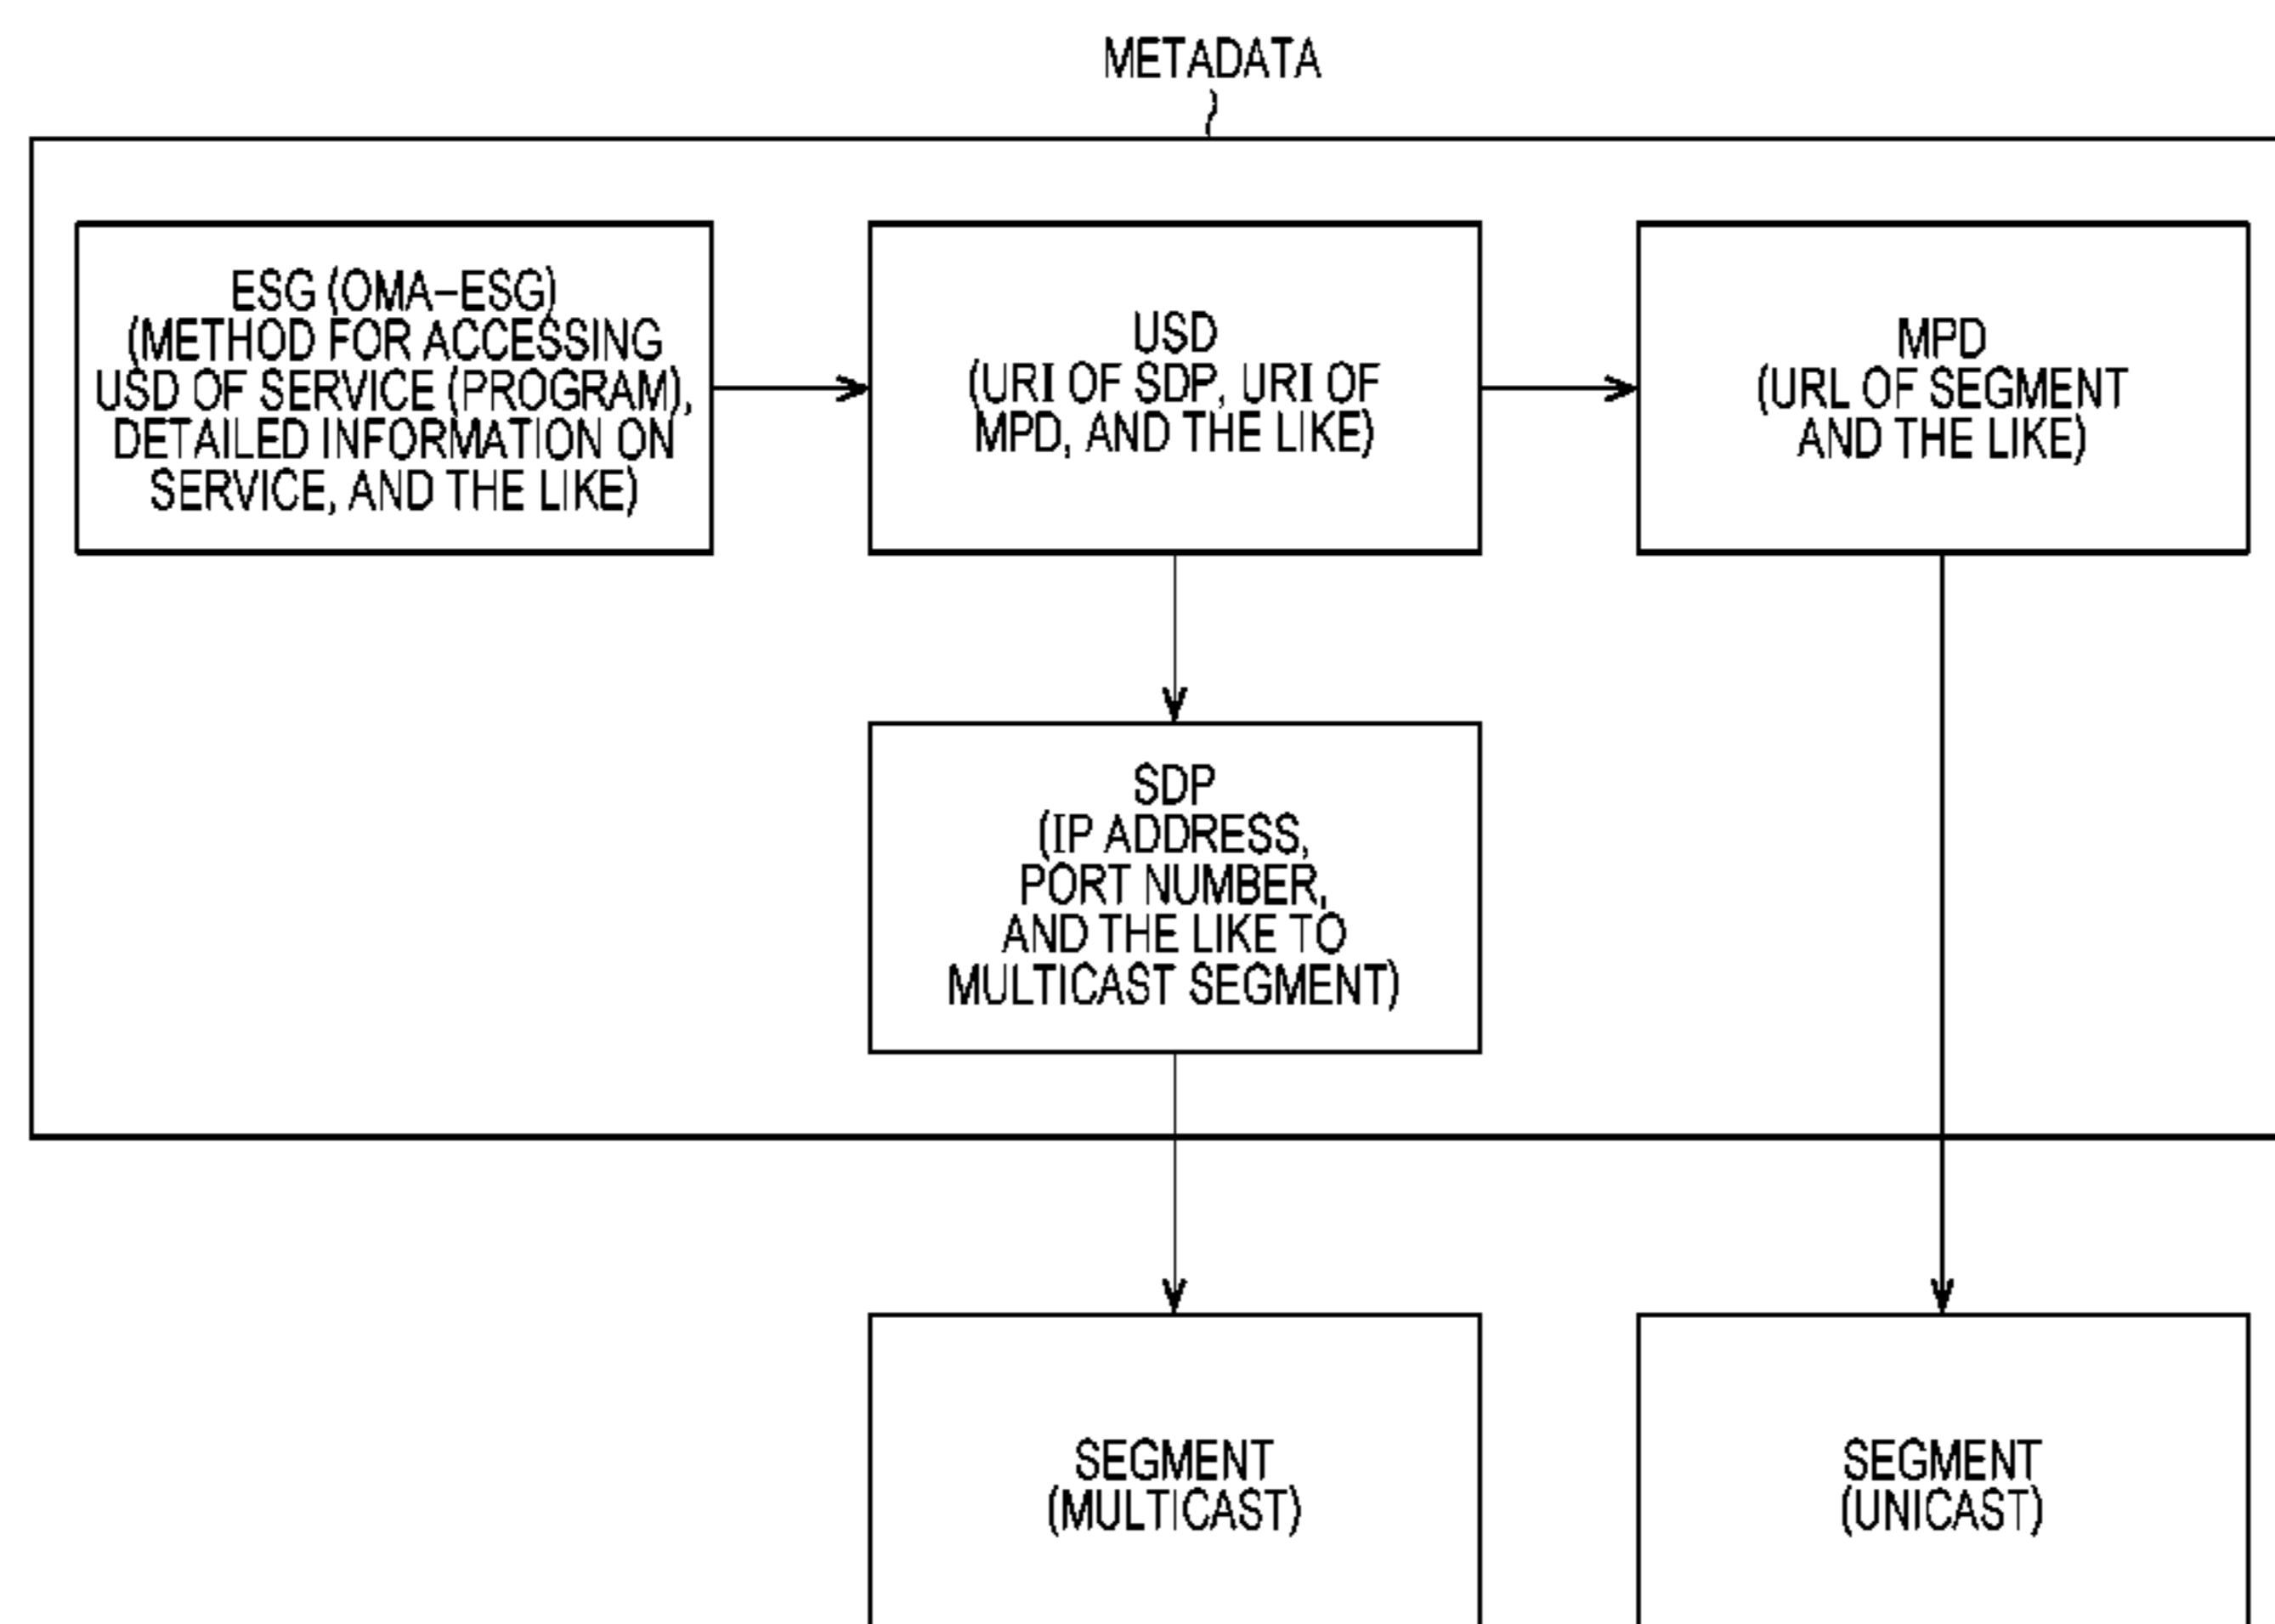 METADATA
ESG (OMA-ESG)
(METHOD FOR ACCESSING
USD OF SERVICE (PROGRAM),
DETAILED INFORMATION ON
SERVICE, AND THE LIKE)
USD
(URI OF SDP, URI OF
MPD, AND THE LIKE)
MPD
(URL OF SEGMENT
AND THE LIKE)
SDP
(IP ADDRESS,
PORT NUMBER,
AND THE LIKE TO
MULTICAST SEGMENT)
SEGMENT
(MULTICAST)
SEGMENT
(UNICAST)